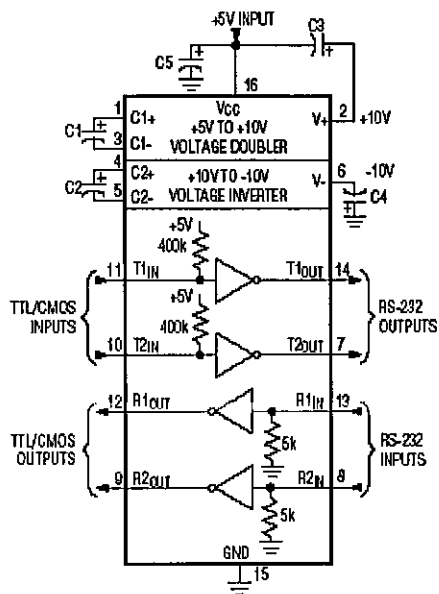 +5V INPUT
C3
C5
16
1
C1+
VCC
+5V TO +10V
VOLTAGE DOUBLER
V+
2
+10V
C1
3
C1-
4
C2+
+10V TO -10V
VOLTAGE INVERTER
V-
6
-10V
C2
5
C2-
C4
+5V
400k
11
T1IN
T1OUT
14
TTL/CMOS
INPUTS
+5V
400k
RS-232
OUTPUTS
10
T2IN
T2OUT
7
12
R1OUT
R1IN
13
TTL/CMOS
OUTPUTS
5k
RS-232
INPUTS
9
R2OUT
R2IN
8
5k
GND
15